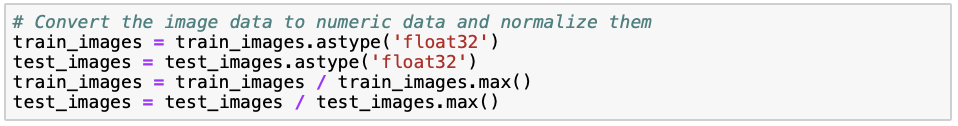 # Convert the image data to numeric data and normalize them
train_images = train_images.astype('float32')
test_images = test_images.astype('float32')
train_images = train_images / train_images.max()
test_images = test_images / test_images.max()